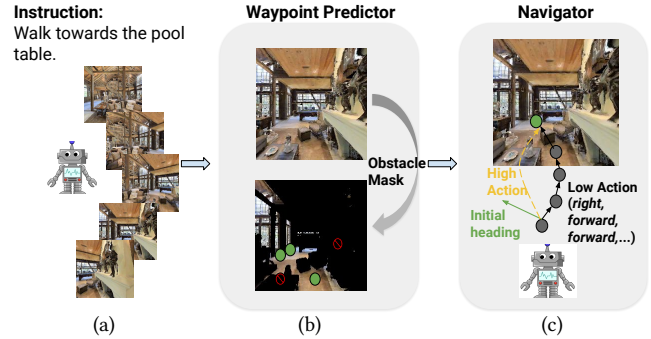 Instruction:
Walk towards the pool
table.
Waypoint Predictor
Obstacle
Mask
Navigator
High
Action
Initial
heading
Low Action
(right,
forward,
forward,...)
(a)
(b)
(c)